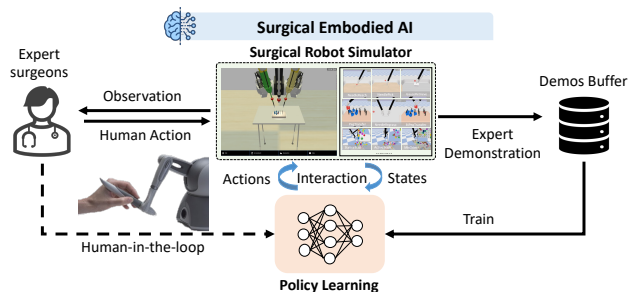 Surgical Embodied AI
Surgical Robot Simulator
Expert
surgeons
Observation
Human Action
Demos Buffer
Expert
Demonstration
Actions
Interaction
States
Human-in-the-loop
Train
Policy Learning